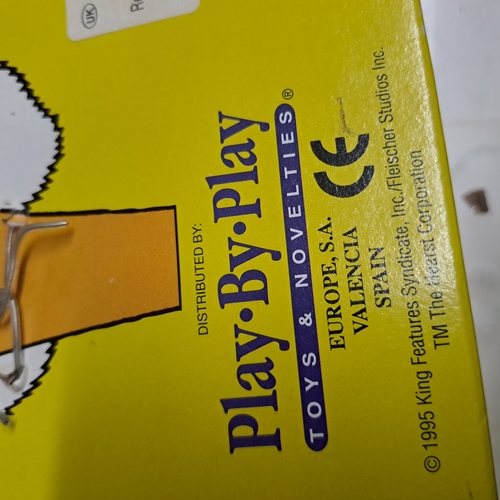 UK
DISTRIBUTED BY:
Play·By·Play®
TOYS & NOVELTIES
EUROPE, S.A.
VALENCIA
SPAIN
CE
© 1995 King Features Syndicate, Inc./Fleischer Studios Inc.
TM The Hearst Corporation